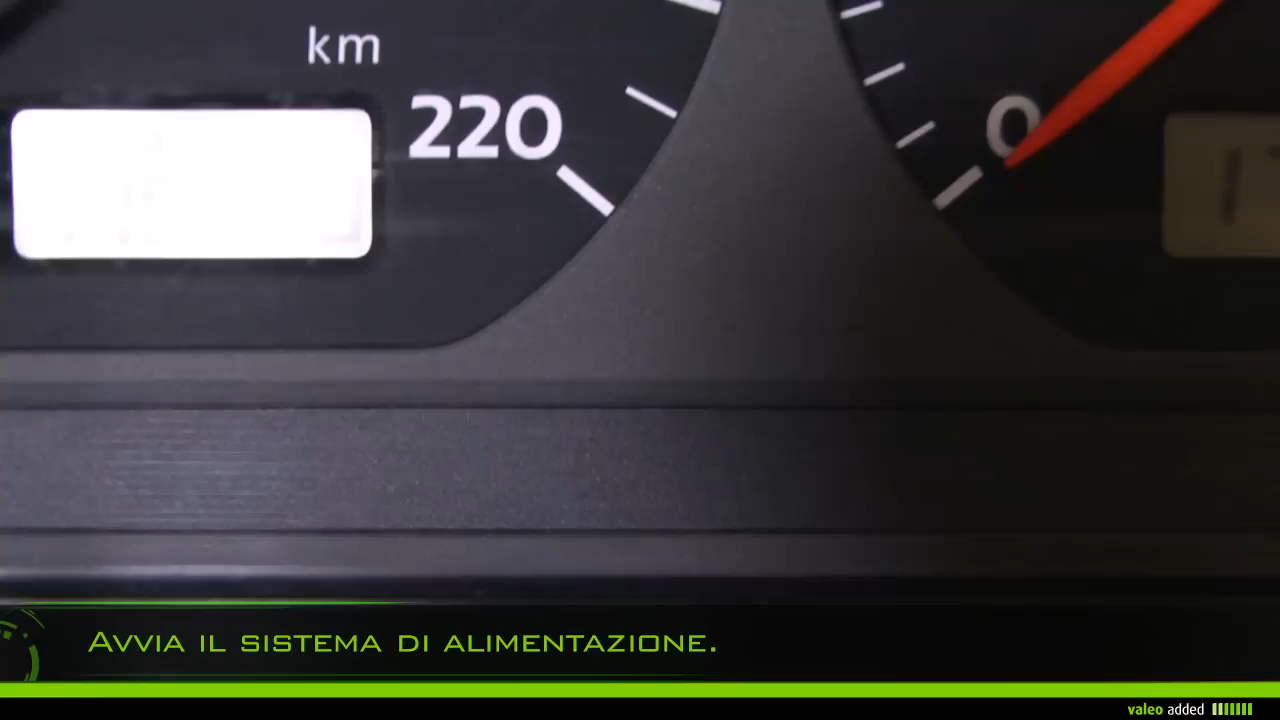 km
220
0
Avvia il sistema di alimentazione.
valeo added